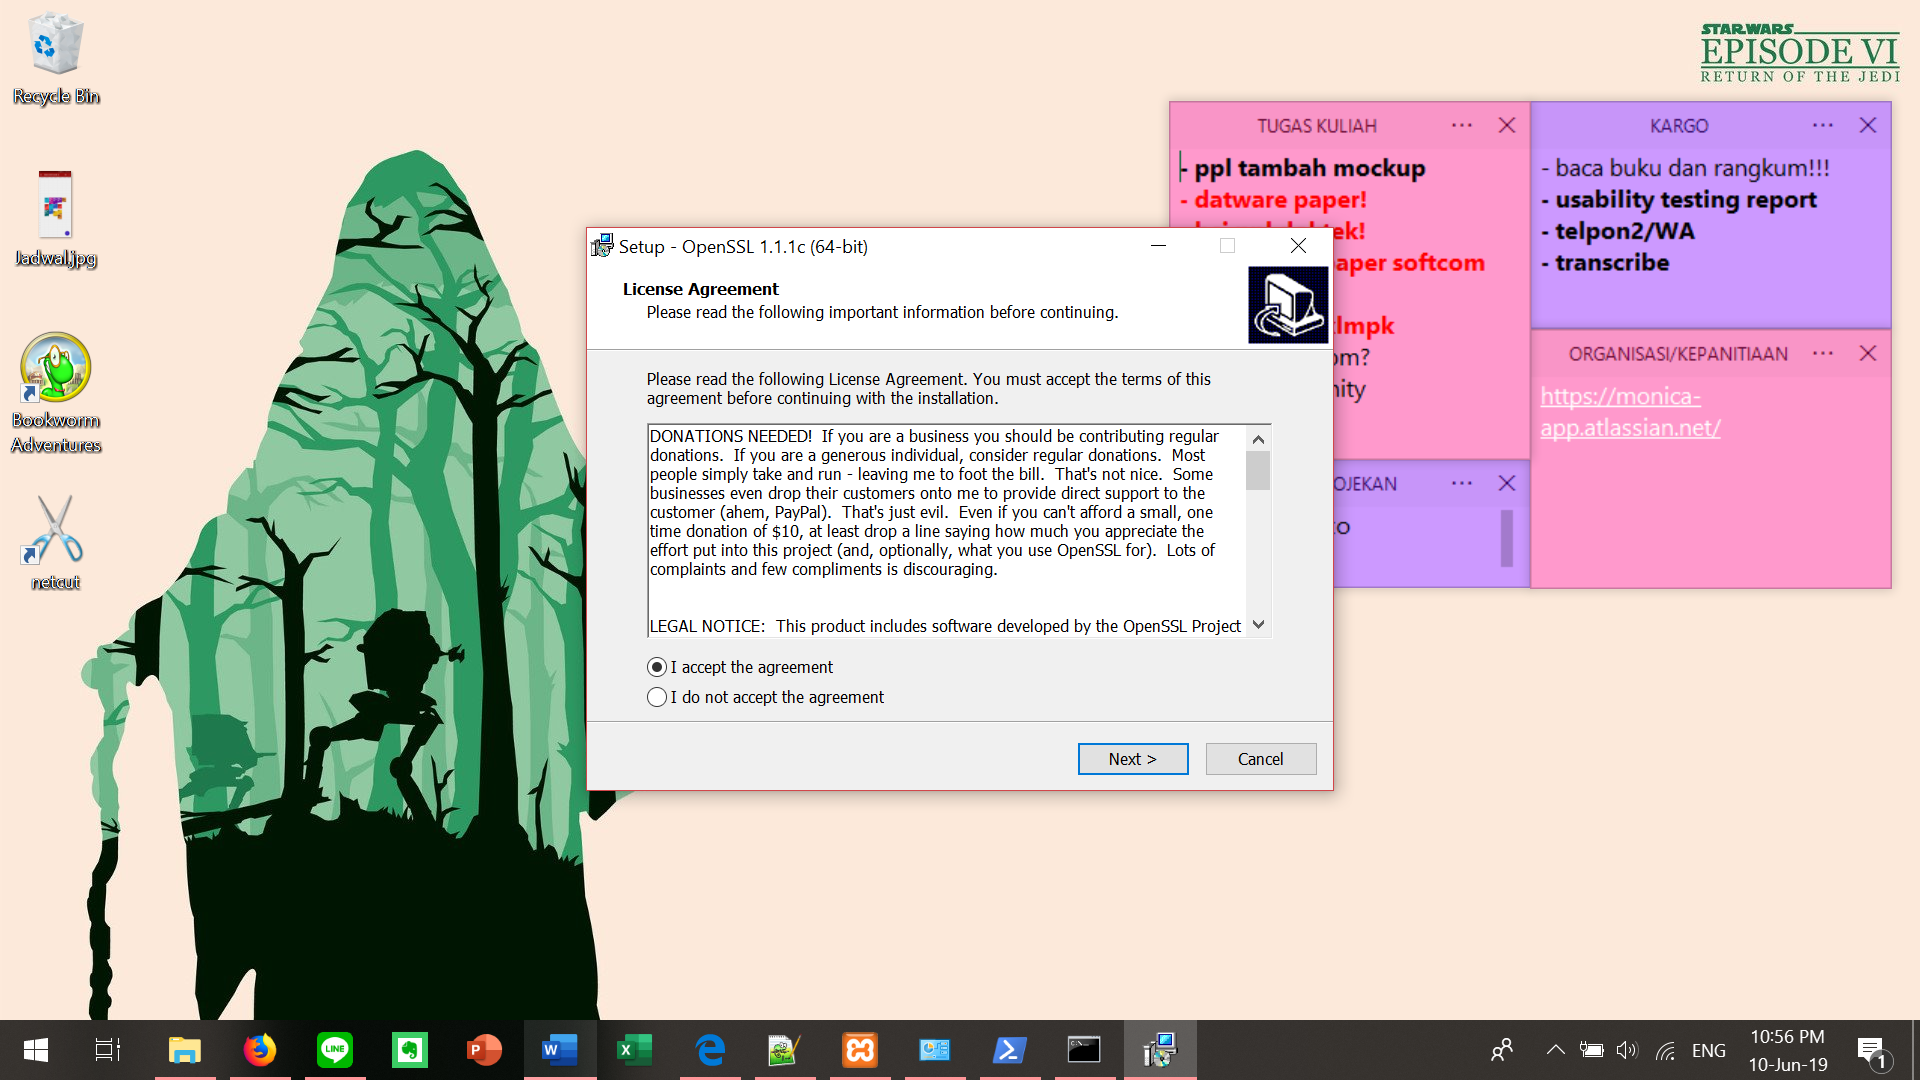 Recycle Bin
Jadwal.jpg
Bookworm
Adventures
netcut
STAR WARS
EPISODE VI
RETURN OF THE JEDI
TUGAS KULIAH
- ppl tambah mockup
- datware paper!
tek!
aper softcom
klmpk
om?
nity
KARGO
- baca buku dan rangkum!!!
- usability testing report
- telpon2/WA
- transcribe
ORGANISASI/KEPANITIAAN
https://monica-
app.atlassian.net/
OJEKAN
Setup - OpenSSL 1.1.1c (64-bit)
License Agreement
Please read the following important information before continuing.
Please read the following License Agreement. You must accept the terms of this
agreement before continuing with the installation.
DONATIONS NEEDED!  If you are a business you should be contributing regular
donations.  If you are a generous individual, consider regular donations.  Most
people simply take and run - leaving me to foot the bill.  That's not nice.  Some
businesses even drop their customers onto me to provide direct support to the
customer (ahem, PayPal).  That's just evil.  Even if you can't afford a small, one
time donation of $10, at least drop a line saying how much you appreciate the
effort put into this project (and, optionally, what you use OpenSSL for).  Lots of
complaints and few compliments is discouraging.
LEGAL NOTICE:  This product includes software developed by the OpenSSL Project
I accept the agreement
I do not accept the agreement
Next >
Cancel
LINE
ENG
10:56 PM
10-Jun-19
1